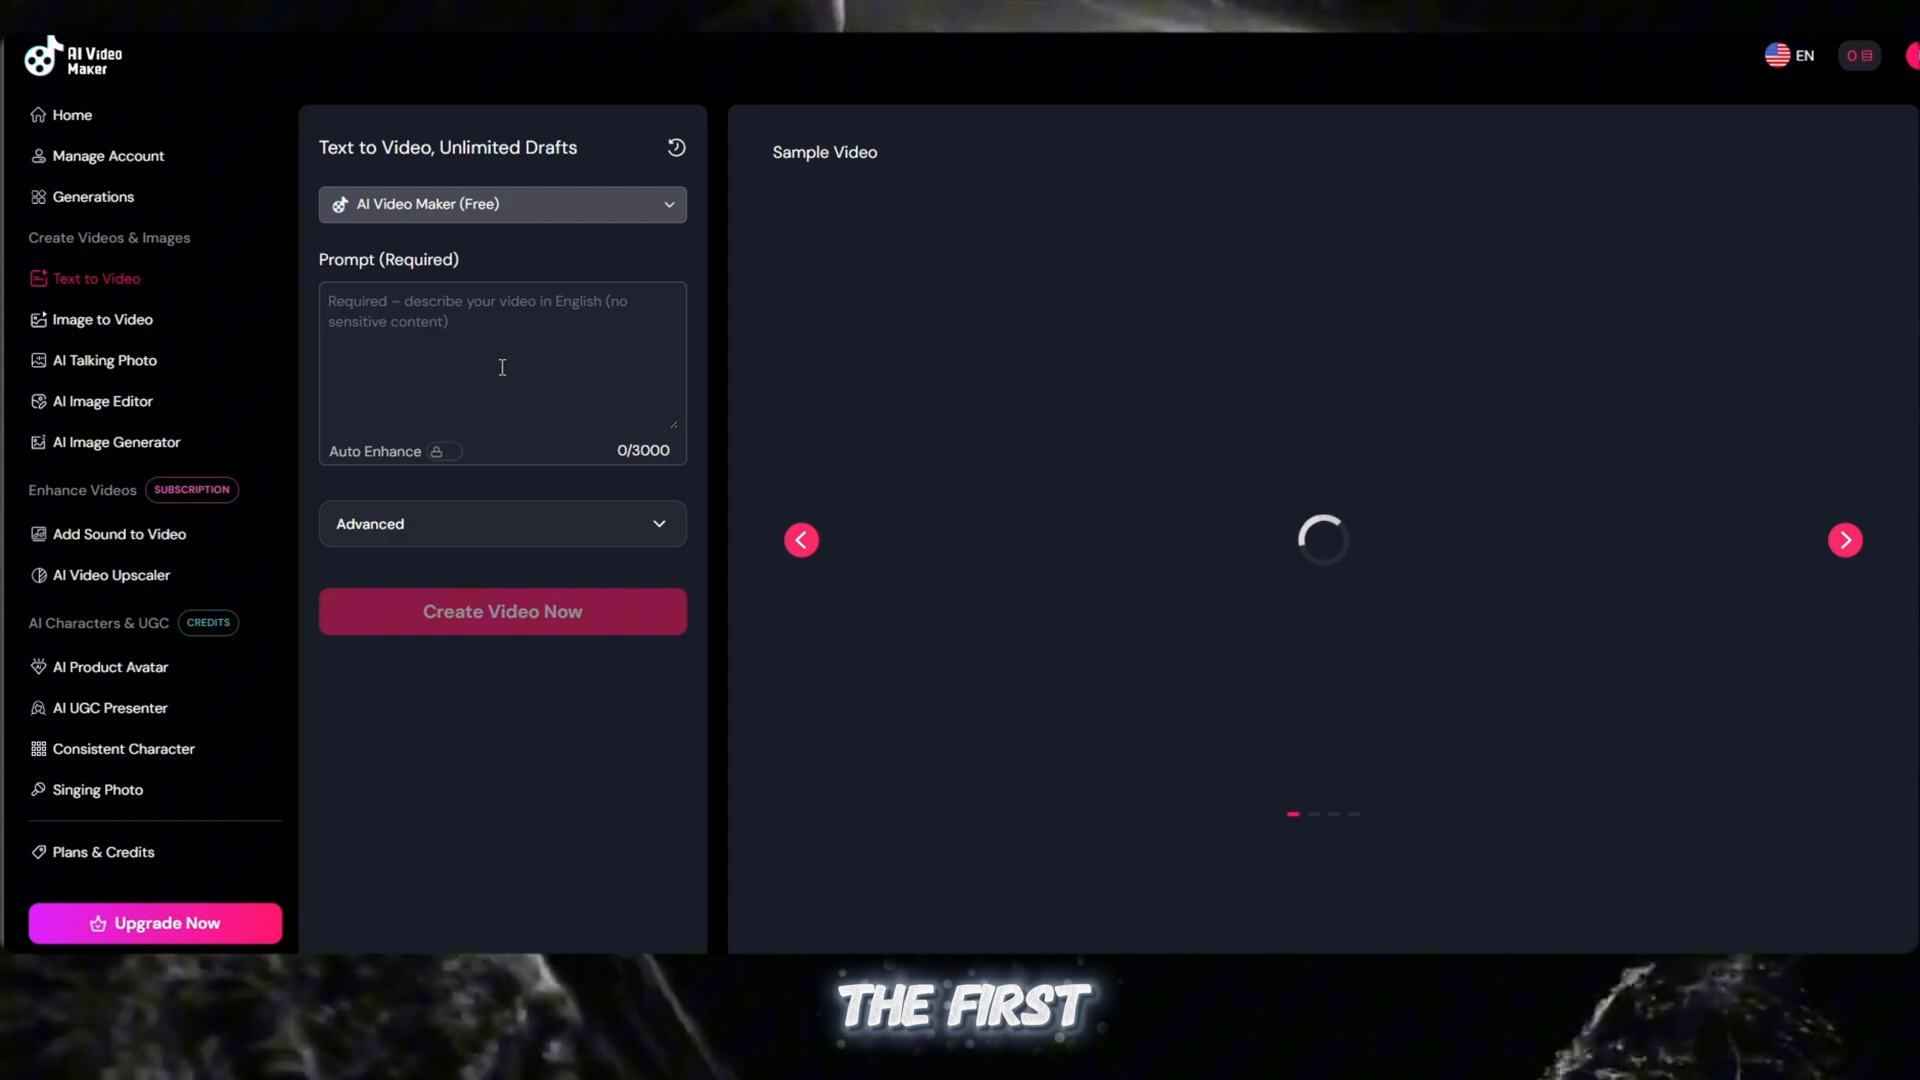 AI Video
Maker
EN
0
Home
Manage Account
Generations
Create Videos & Images
Text to Video
Image to Video
AI Talking Photo
AI Image Editor
AI Image Generator
Enhance Videos SUBSCRIPTION
Add Sound to Video
AI Video Upscaler
AI Characters & UGC CREDITS
AI Product Avatar
AI UGC Presenter
Consistent Character
Singing Photo
Plans & Credits
Upgrade Now
Text to Video, Unlimited Drafts
AI Video Maker (Free)
Prompt (Required)
Required – describe your video in English (no
sensitive content)
Auto Enhance 0/3000
Advanced
Create Video Now
Sample Video
THE FIRST